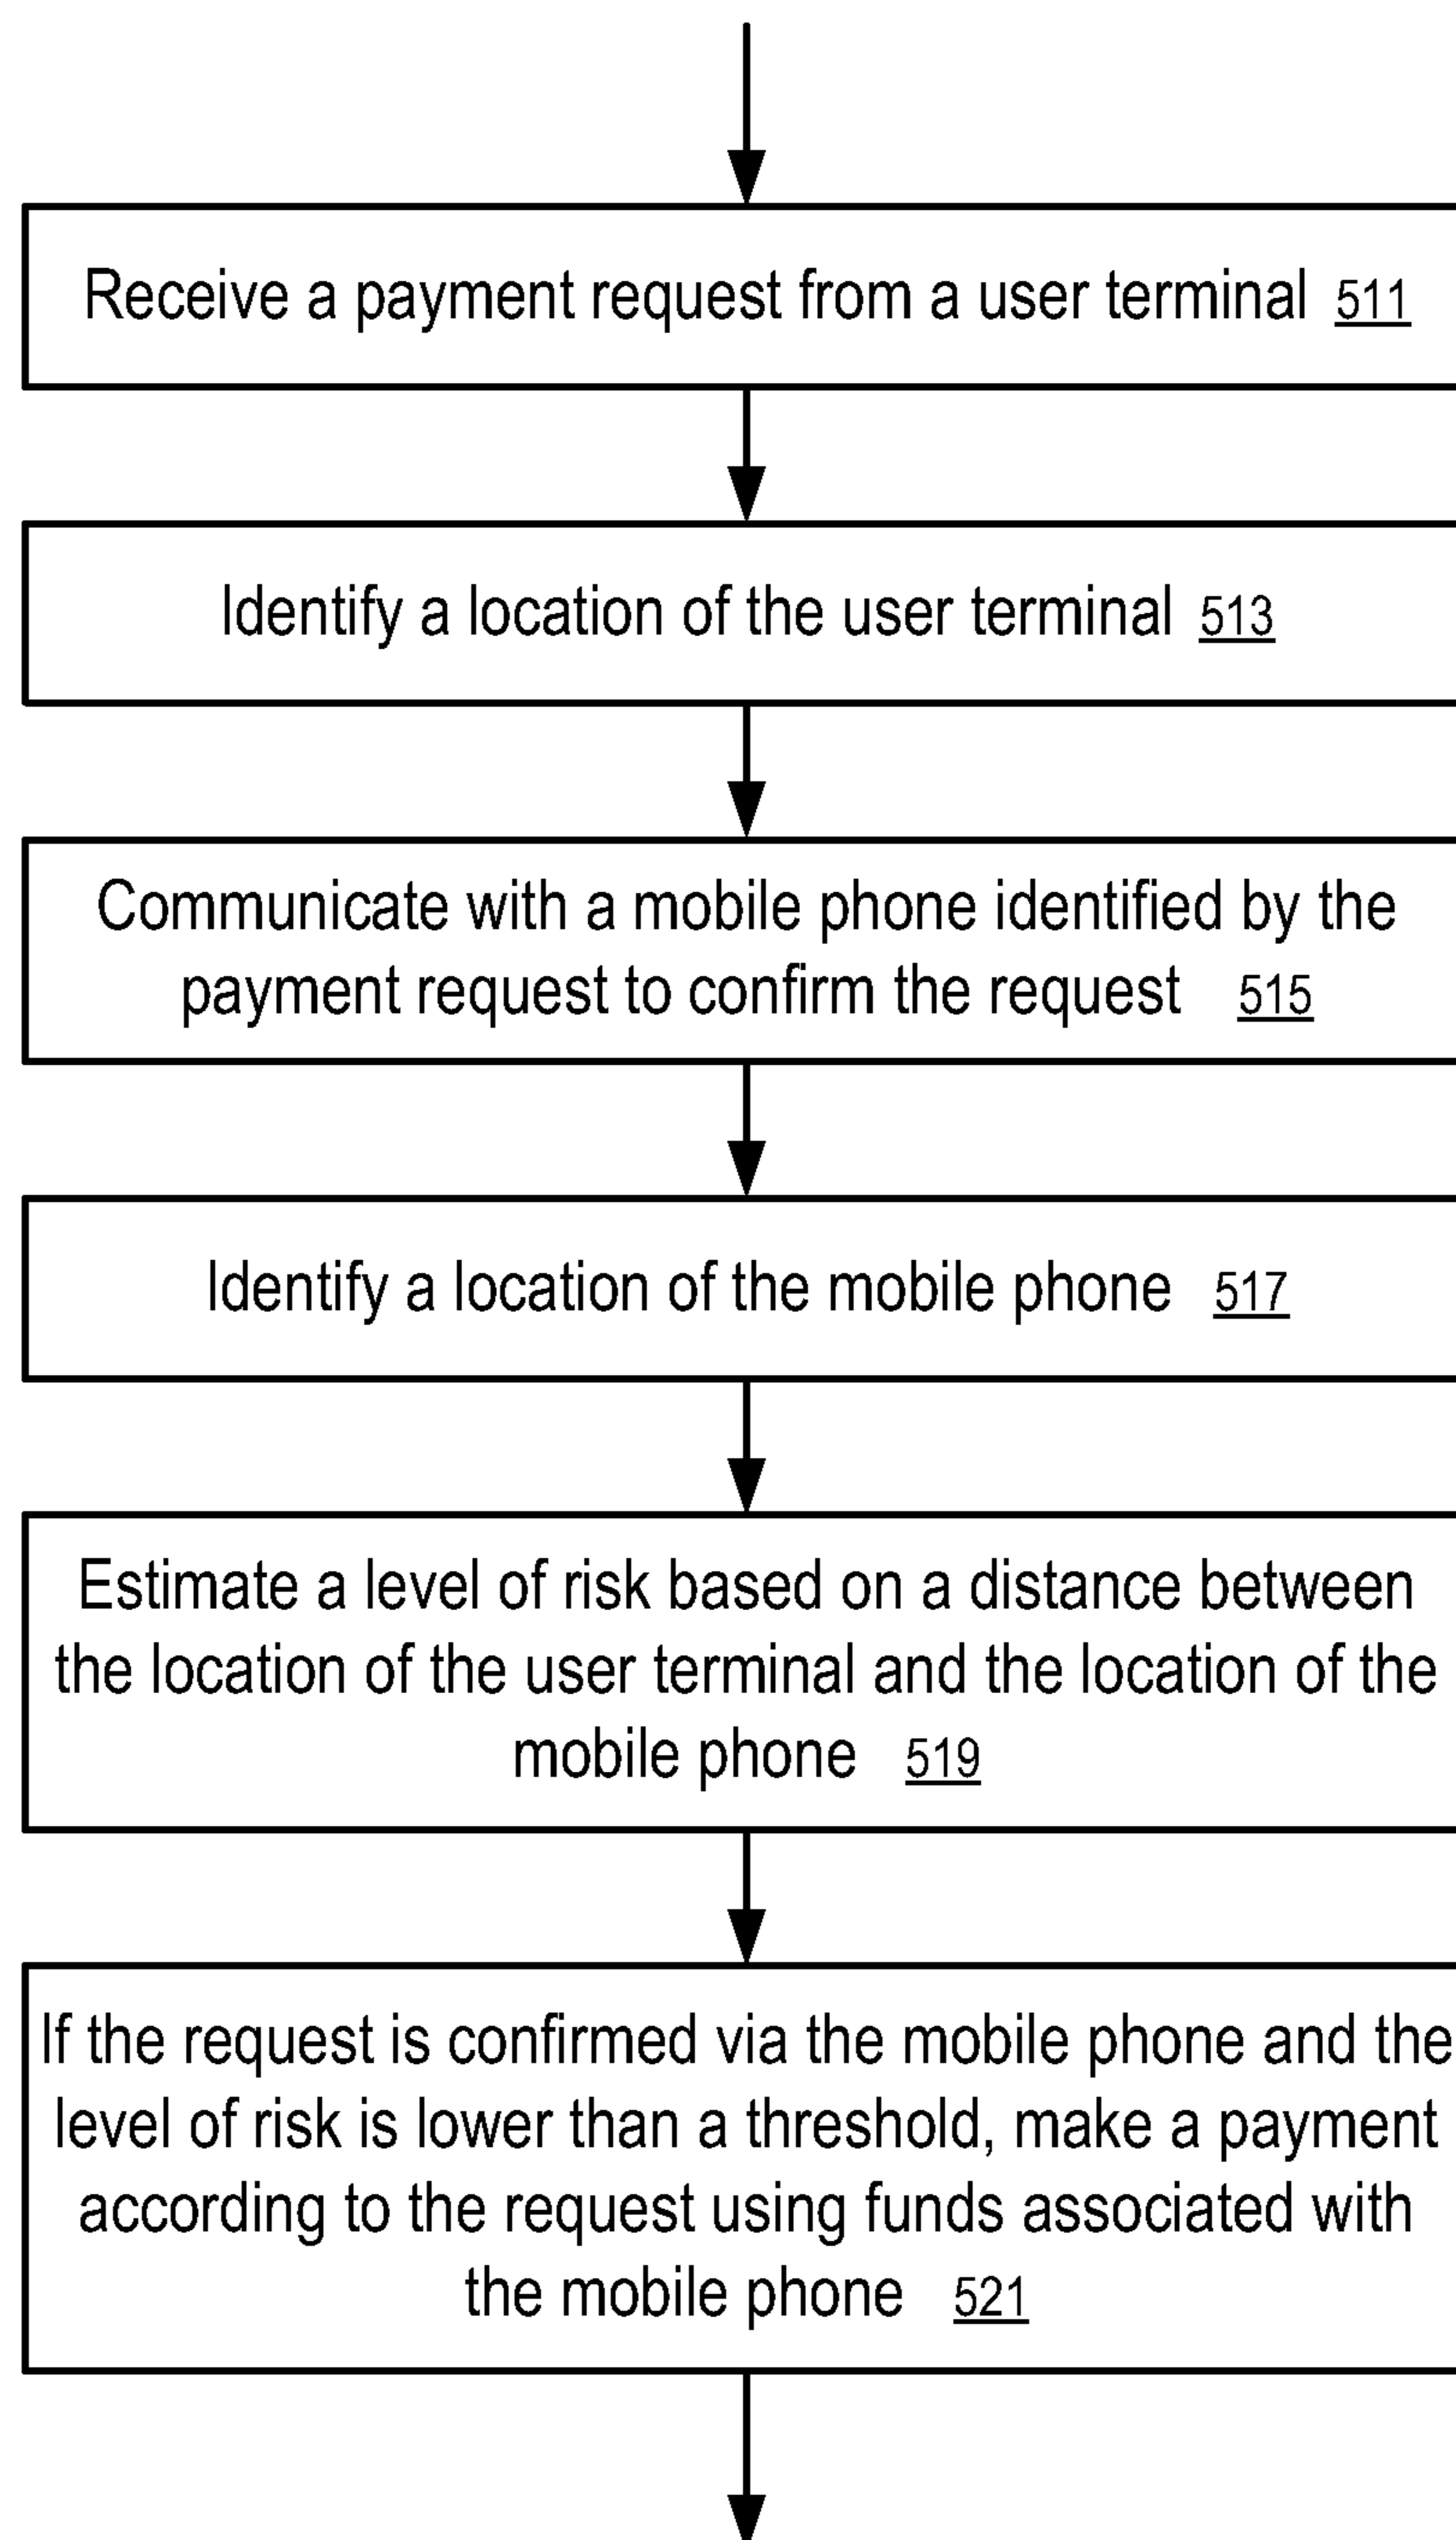 Receive a payment request from a user terminal 511
Identify a location of the user terminal 513
Communicate with a mobile phone identified by the
payment request to confirm the request 515
Identify a location of the mobile phone 517
Estimate a level of risk based on a distance between
the location of the user terminal and the location of the
mobile phone 519
If the request is confirmed via the mobile phone and the
level of risk is lower than a threshold, make a payment
according to the request using funds associated with
the mobile phone 521